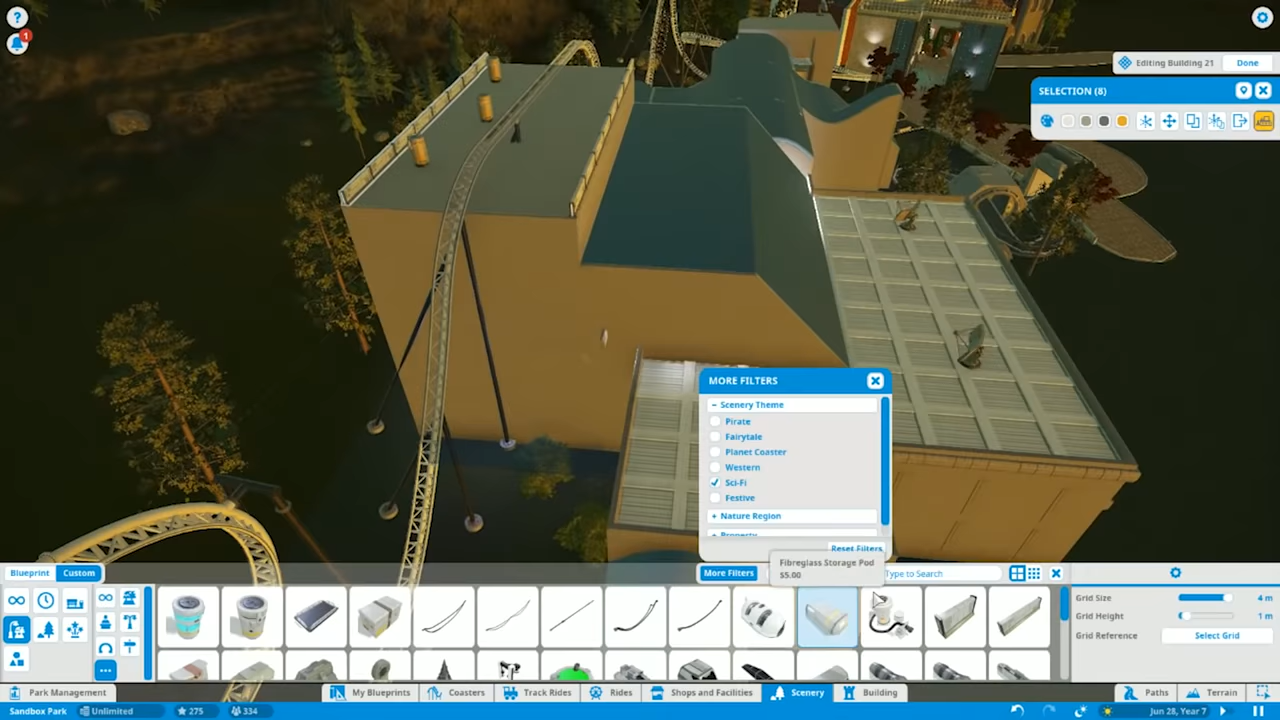 ?
1
Editing Building 21 Done
SELECTION (8)
MORE FILTERS
- Scenery Theme
Pirate
Fairytale
Planet Coaster
Western
Sci-Fi
Festive
+ Nature Region
+ Property
Reset Filters
Fibreglass Storage Pod
$5.00
Blueprint Custom More Filters Type to Search
Grid Size 4 m
Grid Height 1 m
Grid Reference Select Grid
Park Management My Blueprints Coasters Track Rides Rides Shops and Facilities Scenery Building Paths Terrain
Sandbox Park Unlimited 275 334 Jun 28, Year 7